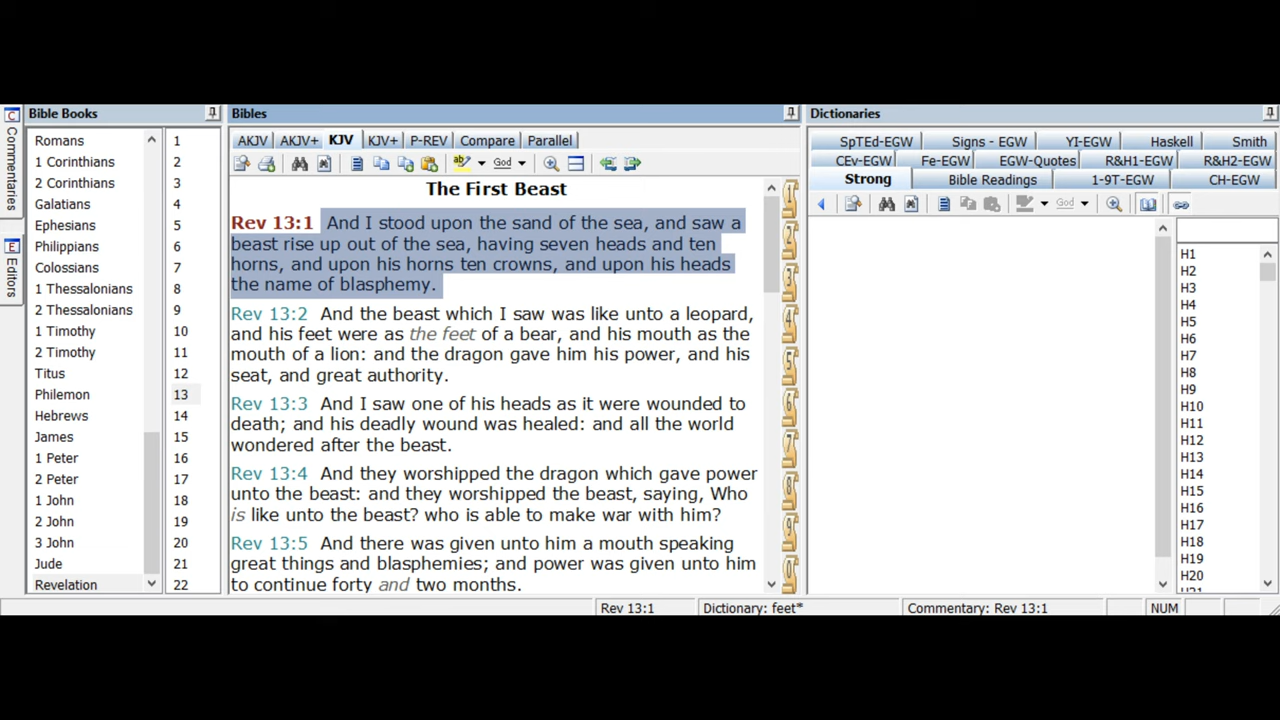 Bible Books
Bibles
Dictionaries
Commentaries
Editors
Romans
1 Corinthians
2 Corinthians
Galatians
Ephesians
Philippians
Colossians
1 Thessalonians
2 Thessalonians
1 Timothy
2 Timothy
Titus
Philemon
Hebrews
James
1 Peter
2 Peter
1 John
2 John
3 John
Jude
Revelation
1
2
3
4
5
6
7
8
9
10
11
12
13
14
15
16
17
18
19
20
21
22
AKJV AKJV+ KJV KJV+ P-REV Compare Parallel
ab God
The First Beast
Rev 13:1 And I stood upon the sand of the sea, and saw a
beast rise up out of the sea, having seven heads and ten
horns, and upon his horns ten crowns, and upon his heads
the name of blasphemy.
Rev 13:2 And the beast which I saw was like unto a leopard,
and his feet were as the feet of a bear, and his mouth as the
mouth of a lion: and the dragon gave him his power, and his
seat, and great authority.
Rev 13:3 And I saw one of his heads as it were wounded to
death; and his deadly wound was healed: and all the world
wondered after the beast.
Rev 13:4 And they worshipped the dragon which gave power
unto the beast: and they worshipped the beast, saying, Who
is like unto the beast? who is able to make war with him?
Rev 13:5 And there was given unto him a mouth speaking
great things and blasphemies; and power was given unto him
to continue forty and two months.
1
2
3
4
5
6
7
8
9
0
SpTEd-EGW Signs - EGW YI-EGW Haskell Smith
CEv-EGW Fe-EGW EGW-Quotes R&H1-EGW R&H2-EGW
Strong Bible Readings 1-9T-EGW CH-EGW
God
H1
H2
H3
H4
H5
H6
H7
H8
H9
H10
H11
H12
H13
H14
H15
H16
H17
H18
H19
H20
H21
Rev 13:1 Dictionary: feet* Commentary: Rev 13:1 NUM